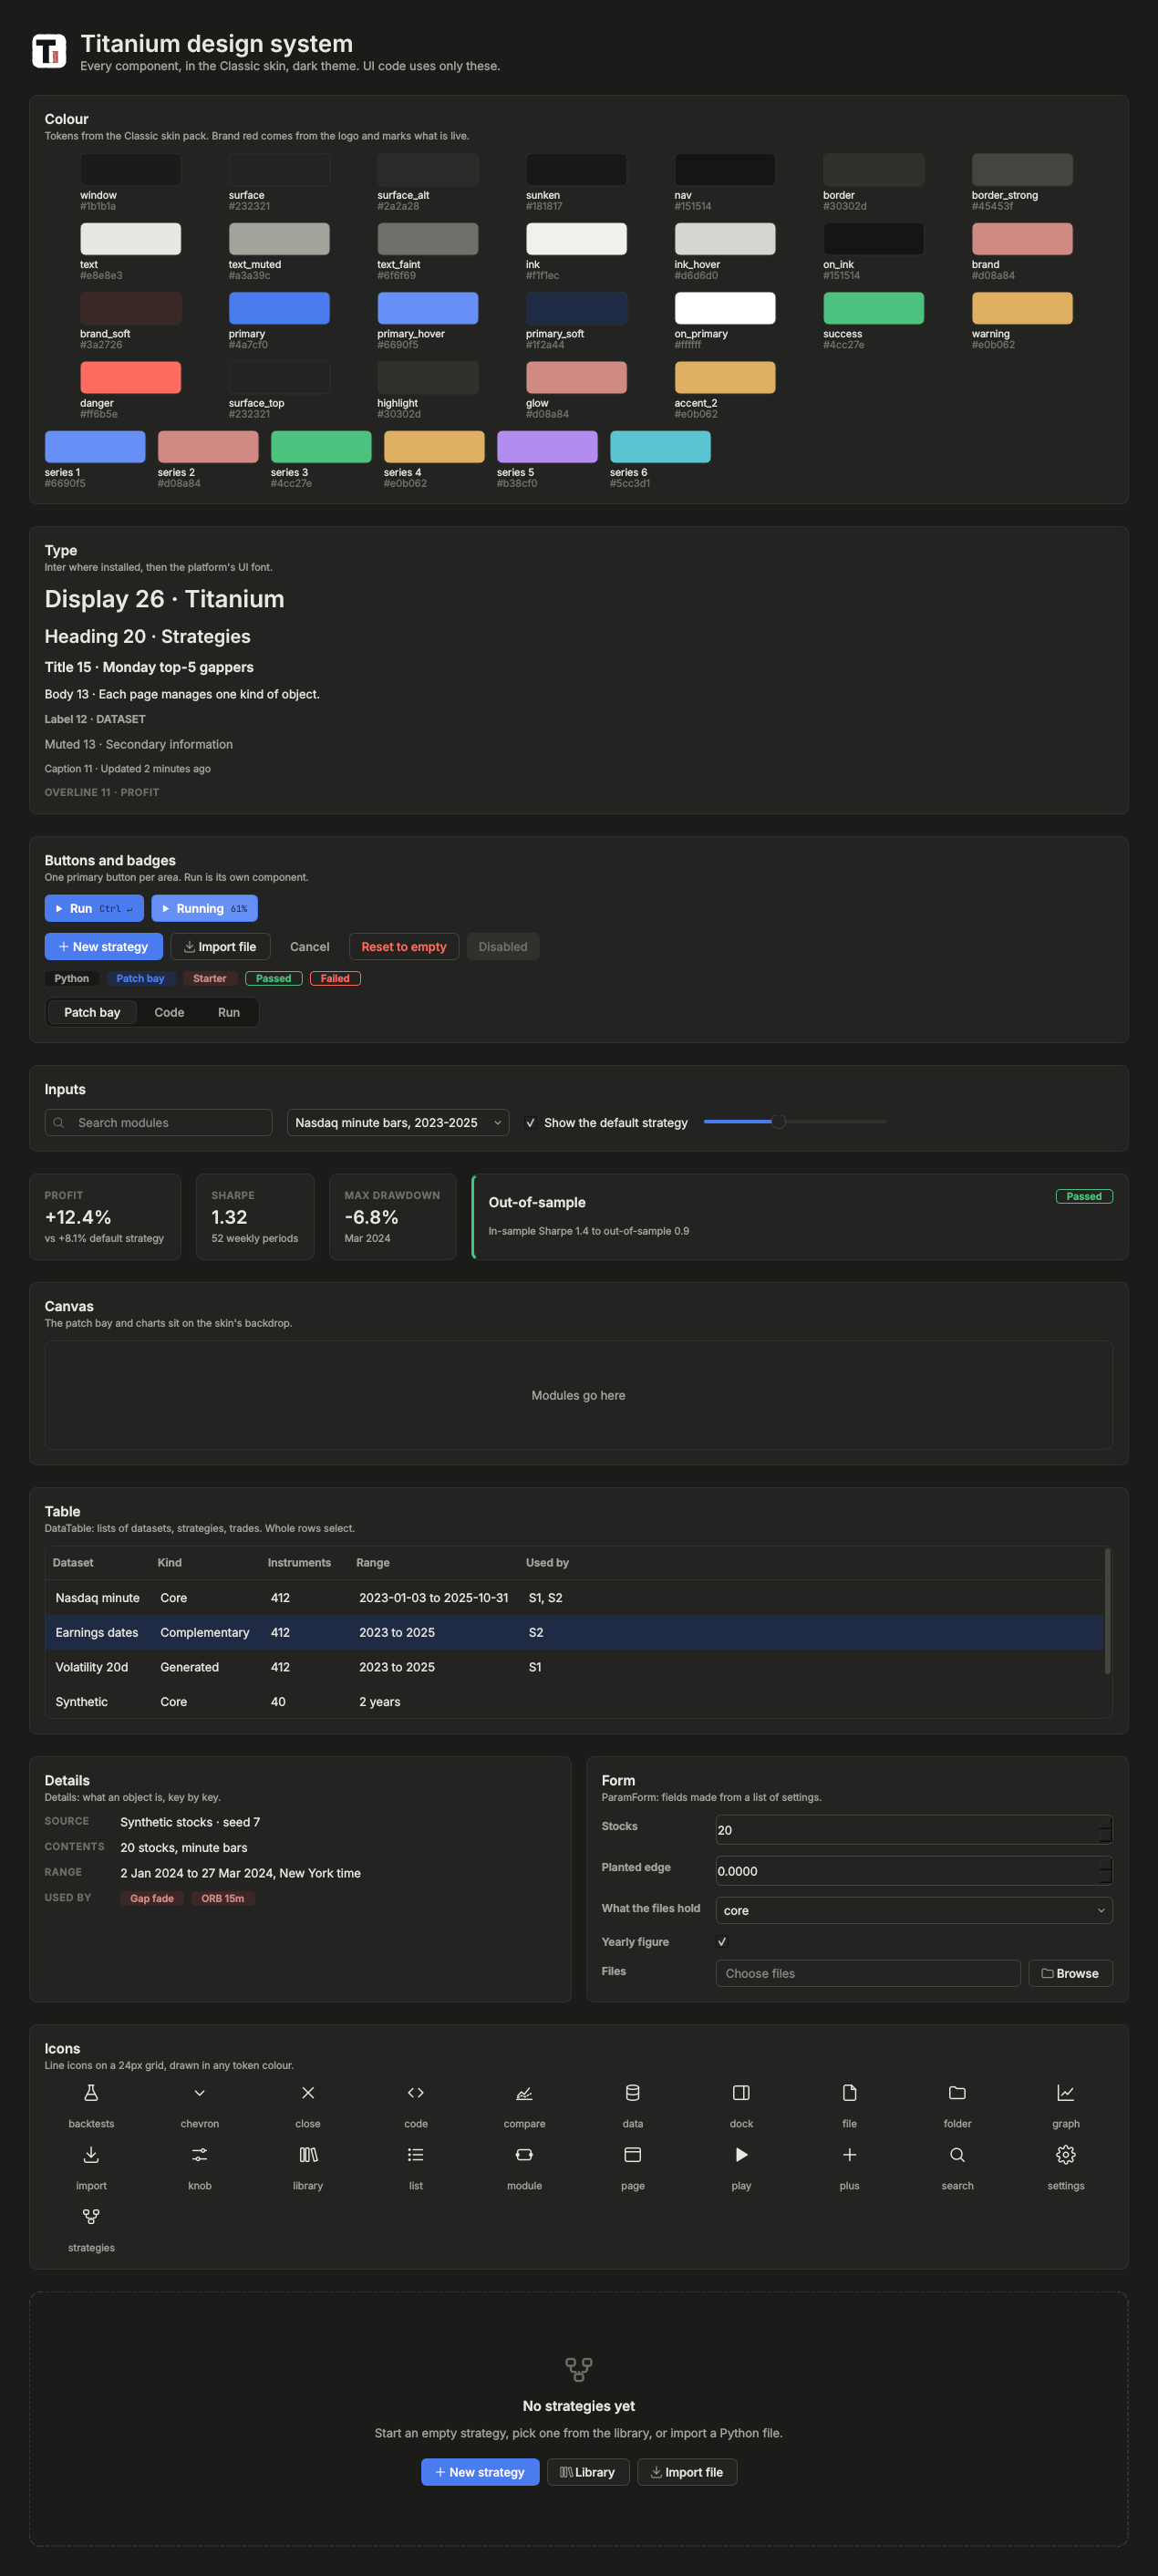 Ti
Titanium design system
Every component, in the Classic skin, dark theme. UI code uses only these.
Colour
Tokens from the Classic skin pack. Brand red comes from the logo and marks what is live.
window surface surface_alt sunken nav border border_strong
#1b1b1a #232321 #2a2a28 #181817 #151514 #30302d #45453f
text text_muted text_faint ink ink_hover on_ink brand
#e8e8e3 #a3a39c #6f6f69 #f1f1ec #d6d6d0 #151514 #d08a84
brand_soft primary primary_hover primary_soft on_primary success warning
#3a2726 #4a7cf0 #6690f5 #1f2a44 #ffffff #4cc27e #e0b062
danger surface_top highlight glow accent_2
#ff6b5e #232321 #30302d #d08a84 #e0b062
series 1 series 2 series 3 series 4 series 5 series 6
#6690f5 #d08a84 #4cc27e #e0b062 #b38cf0 #5cc3d1
Type
Inter where installed, then the platform's UI font.
Display 26 · Titanium
Heading 20 · Strategies
Title 15 · Monday top-5 gappers
Body 13 · Each page manages one kind of object.
Label 12 · DATASET
Muted 13 · Secondary information
Caption 11 · Updated 2 minutes ago
OVERLINE 11 · PROFIT
Buttons and badges
One primary button per area. Run is its own component.
Run Ctrl ↵ Running 61%
New strategy Import file Cancel Reset to empty Disabled
Python Patch bay Starter Passed Failed
Patch bay Code Run
Inputs
Search modules Nasdaq minute bars, 2023-2025 Show the default strategy
PROFIT SHARPE MAX DRAWDOWN Out-of-sample Passed
+12.4% 1.32 -6.8%
vs +8.1% default strategy 52 weekly periods Mar 2024 In-sample Sharpe 1.4 to out-of-sample 0.9
Canvas
The patch bay and charts sit on the skin's backdrop.
Modules go here
Table
DataTable: lists of datasets, strategies, trades. Whole rows select.
Dataset Kind Instruments Range Used by
Nasdaq minute Core 412 2023-01-03 to 2025-10-31 S1, S2
Earnings dates Complementary 412 2023 to 2025 S2
Volatility 20d Generated 412 2023 to 2025 S1
Synthetic Core 40 2 years
Details
Details: what an object is, key by key.
SOURCE Synthetic stocks · seed 7
CONTENTS 20 stocks, minute bars
RANGE 2 Jan 2024 to 27 Mar 2024, New York time
USED BY Gap fade ORB 15m
Form
ParamForm: fields made from a list of settings.
Stocks 20
Planted edge 0.0000
What the files hold core
Yearly figure
Files Choose files Browse
Icons
Line icons on a 24px grid, drawn in any token colour.
backtests chevron close code compare data dock file folder graph
import knob library list module page play plus search settings
strategies
No strategies yet
Start an empty strategy, pick one from the library, or import a Python file.
New strategy Library Import file